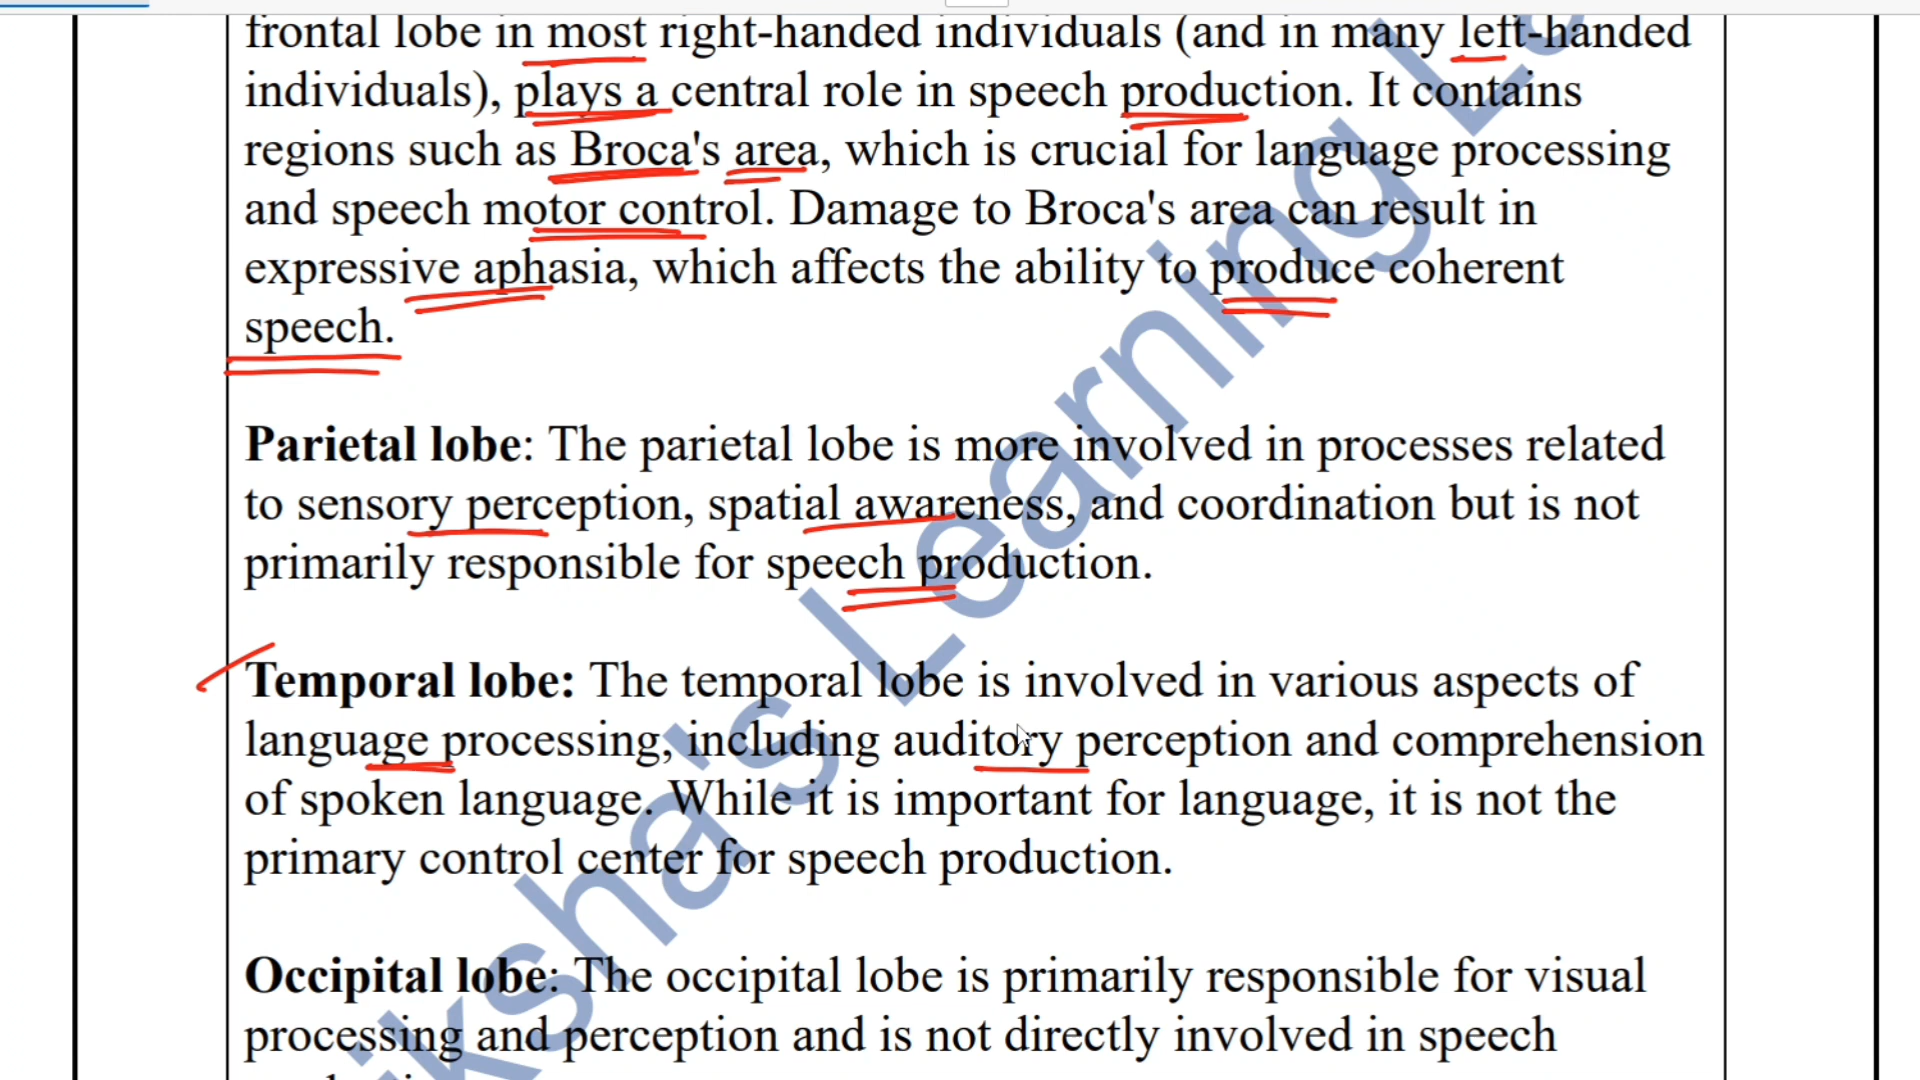 frontal lobe in most right-handed individuals (and in many left-handed
individuals), plays a central role in speech production. It contains
regions such as Broca's area, which is crucial for language processing
and speech motor control. Damage to Broca's area can result in
expressive aphasia, which affects the ability to produce coherent
speech.
Parietal lobe: The parietal lobe is more involved in processes related
to sensory perception, spatial awareness, and coordination but is not
primarily responsible for speech production.
Temporal lobe: The temporal lobe is involved in various aspects of
language processing, including auditory perception and comprehension
of spoken language. While it is important for language, it is not the
primary control center for speech production.
Occipital lobe: The occipital lobe is primarily responsible for visual
processing and perception and is not directly involved in speech
Learning